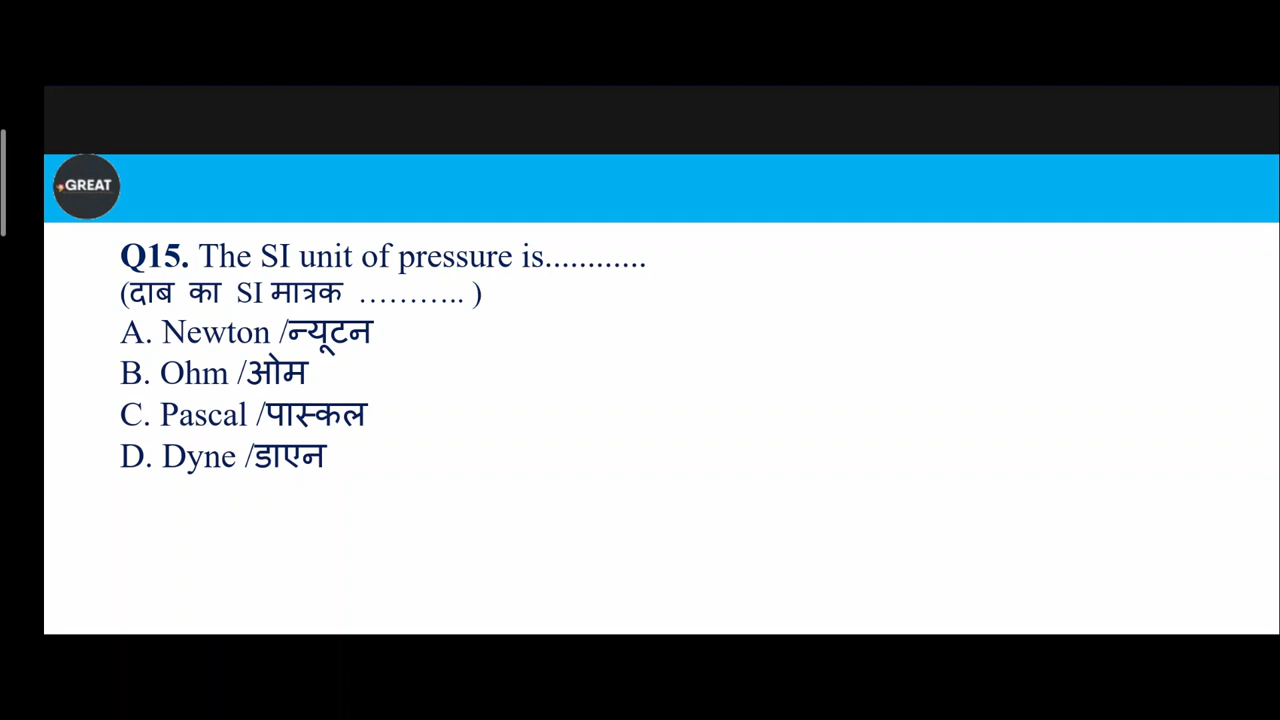 GREAT
Q15. The SI unit of pressure is............
(दाब का SI मात्रक ……….. )
A. Newton /न्यूटन
B. Ohm /ओम
C. Pascal /पास्कल
D. Dyne /डाएन